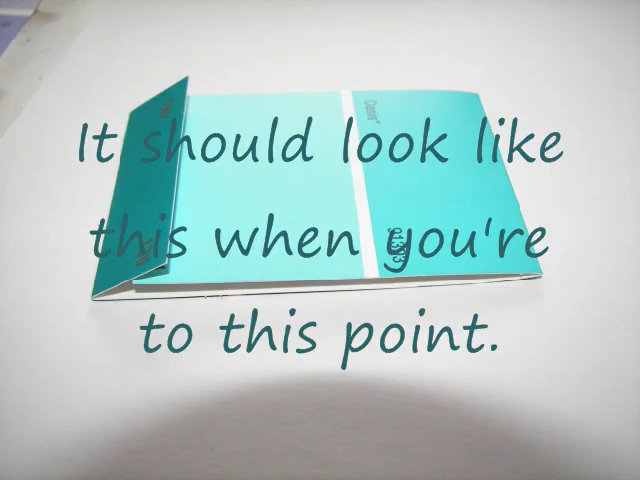 It should look like
this when you're
to this point.